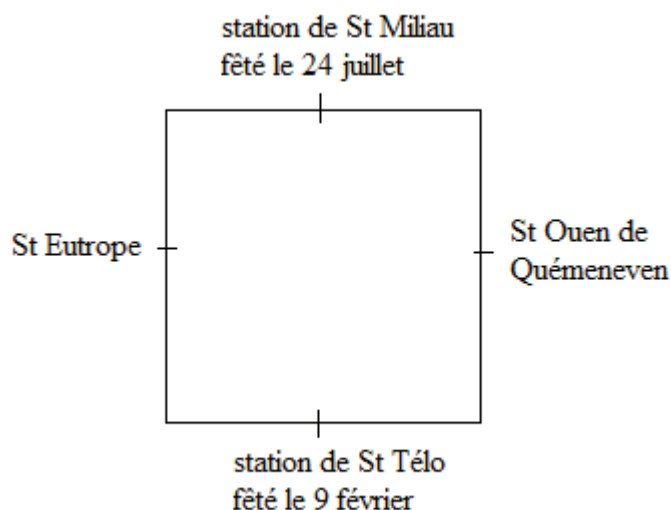 station de St Miliau
fêté le 24 juillet
St Eutrope
St Ouen de
Quémeneven
station de St Télo
fêté le 9 février